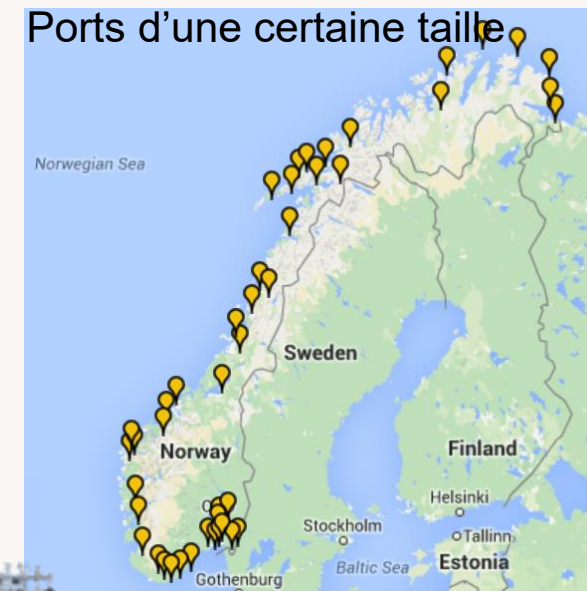 Ports d’une certaine taille
Norwegian Sea
Sweden
Norway
Finland
Helsinki
Stockholm
Tallinn
Baltic Sea
Estonia
Gothenburg